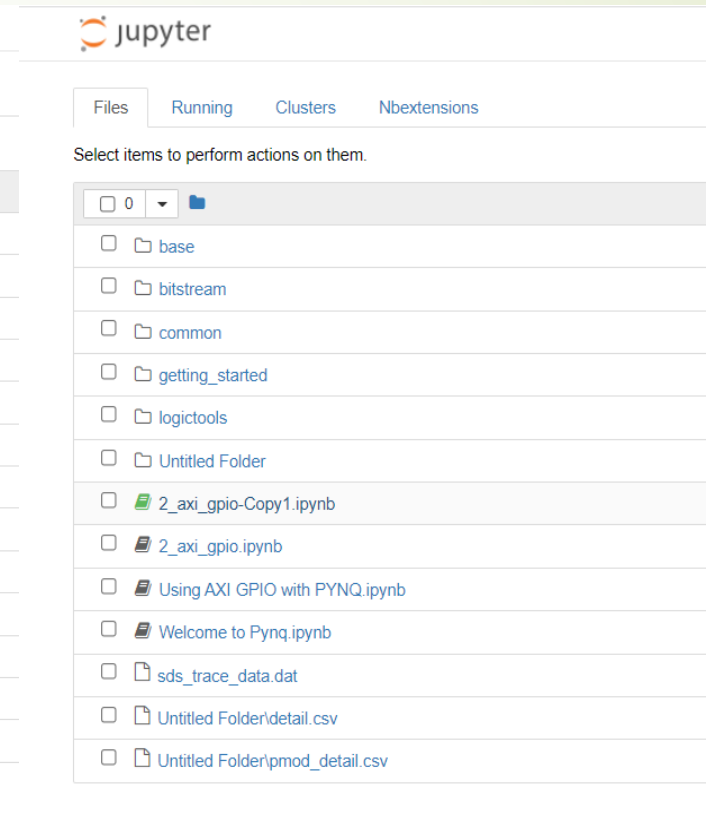 jupyter
Files Running Clusters Nbextensions
Select items to perform actions on them.
0
base
bitstream
common
getting_started
logictools
Untitled Folder
2_axi_gpio-Copy1.ipynb
2_axi_gpio.ipynb
Using AXI GPIO with PYNQ.ipynb
Welcome to Pynq.ipynb
sds_trace_data.dat
Untitled Folder\detail.csv
Untitled Folder\pmod_detail.csv